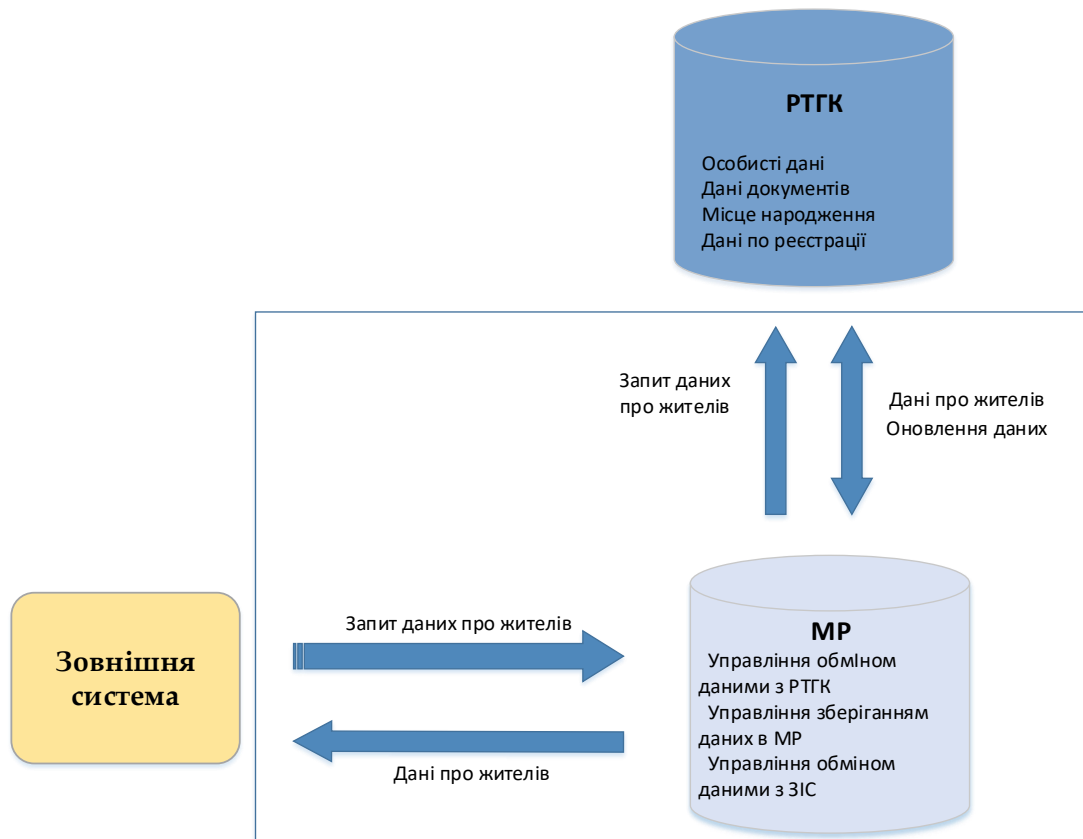 РТГК
Особисті дані
Дані документів
Місце народження
Дані по реєстрації
Запит даних
про жителів
Дані про жителів
Оновлення даних
Зовнішня
система
Запит даних про жителів
Дані про жителів
МР
Управління обміном
даними з РТГК
Управління зберіганням
даних в МР
Управління обміном
даними з ЗІС